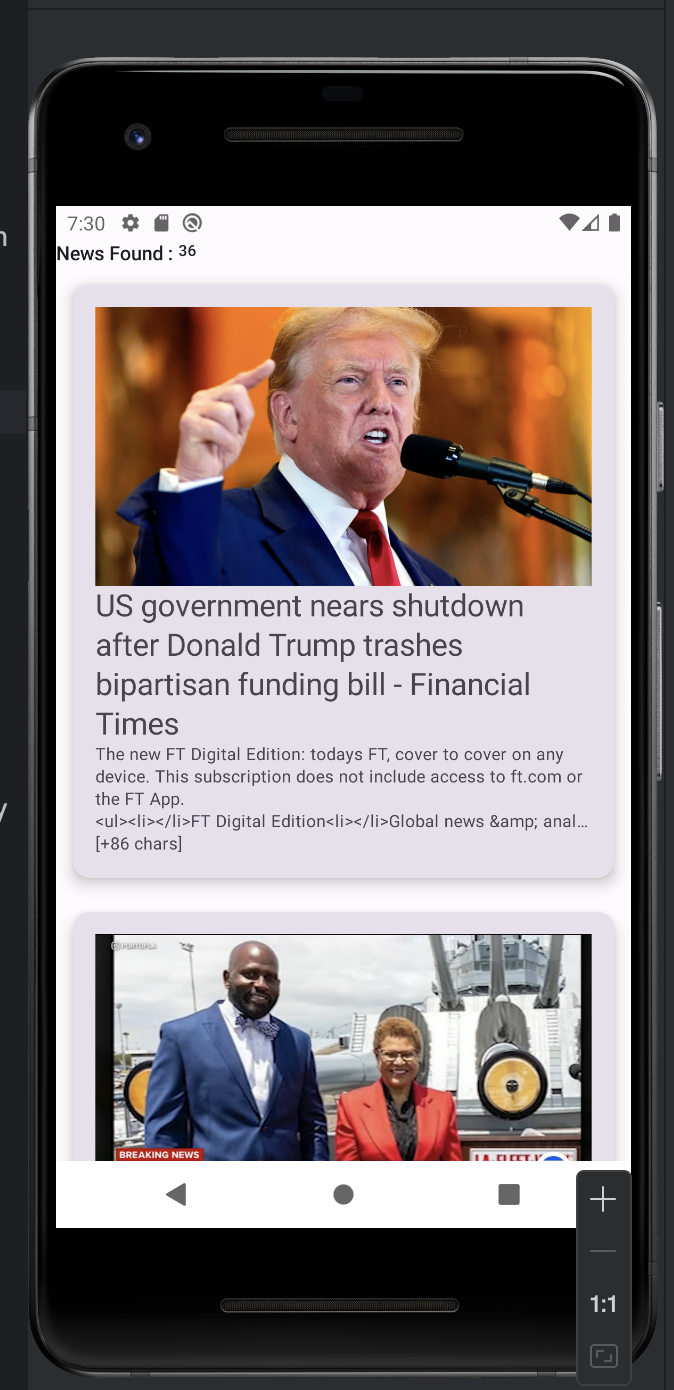 7:30
News Found : 36
US government nears shutdown
after Donald Trump trashes
bipartisan funding bill - Financial
Times
The new FT Digital Edition: todays FT, cover to cover on any
device. This subscription does not include access to ft.com or
the FT App.
<ul><li></li>FT Digital Edition<li></li>Global news &amp; anal…
[+86 chars]
PORTOFLA
BREAKING NEWS
1:1